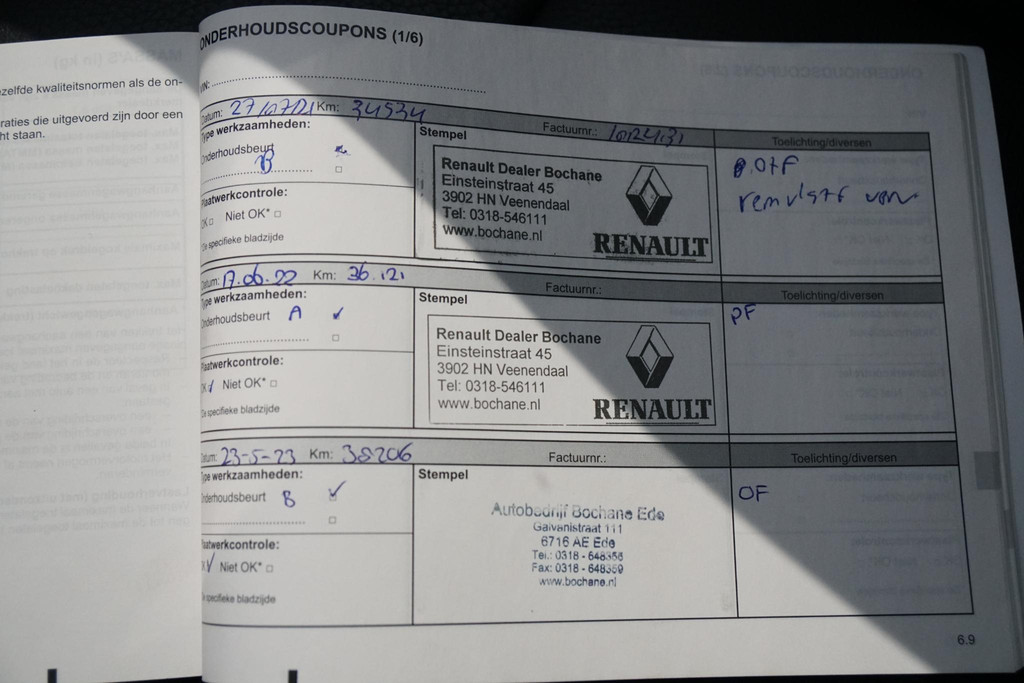 zelfde kwaliteitsnormen als de on-
raties die uitgevoerd zijn door een
ht staan.
ONDERHOUDSCOUPONS (1/6)
VIN:
Datum: 27/07/21 Km: 34534
Factuurnr.:
Type werkzaamheden:
Stempel
Toelichting/diversen
Onderhoudsbeurt
B
Renault Dealer Bochane
Einsteinstraat 45
3902 HN Veenendaal
Tel: 0318-546111
www.bochane.nl
RENAULT
Plaatwerkcontrole:
OK Niet OK*
De specifieke bladzijde
Datum: 17.06.22 Km: 36.121
Factuurnr.:
Type werkzaamheden:
Stempel
Toelichting/diversen
Onderhoudsbeurt A ✓
PF
Renault Dealer Bochane
Einsteinstraat 45
3902 HN Veenendaal
Tel: 0318-546111
www.bochane.nl
RENAULT
Plaatwerkcontrole:
OK ✓ Niet OK*
De specifieke bladzijde
Datum: 23-5-23 Km: 38206
Factuurnr.:
Type werkzaamheden:
Stempel
Toelichting/diversen
Onderhoudsbeurt B ✓
OF
Autobedrijf Bochane Ede
Galvanistraat 111
6716 AE Ede
Tel.: 0318 - 648356
Fax: 0318 - 648359
www.bochane.nl
Plaatwerkcontrole:
OK ✓ Niet OK*
De specifieke bladzijde
6.9